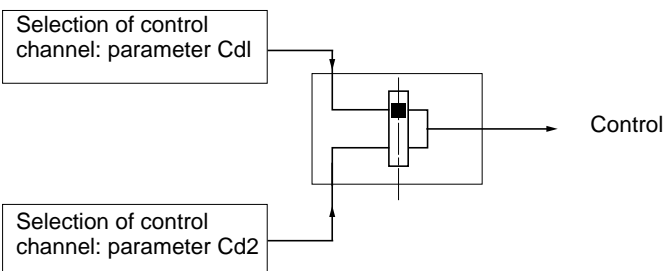 Selection of control
channel: parameter Cdl
Control
Selection of control
channel: parameter Cd2